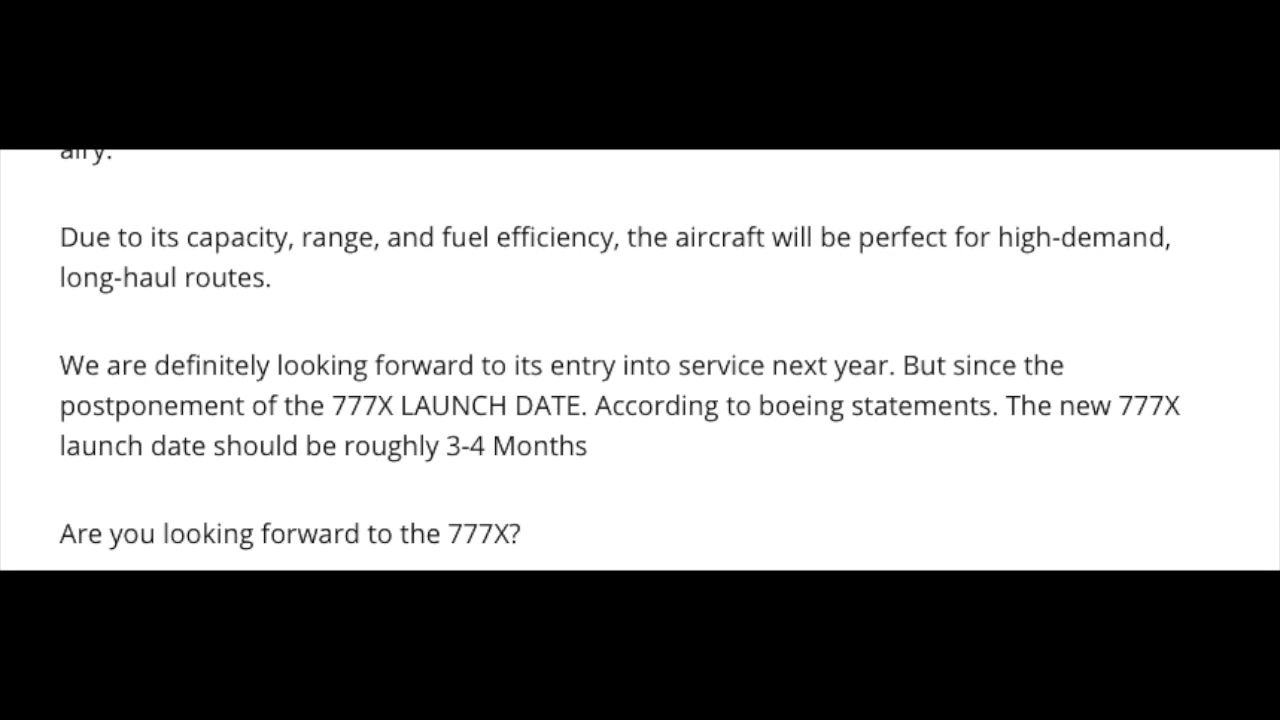 airy.
Due to its capacity, range, and fuel efficiency, the aircraft will be perfect for high-demand,
long-haul routes.
We are definitely looking forward to its entry into service next year. But since the
postponement of the 777X LAUNCH DATE. According to boeing statements. The new 777X
launch date should be roughly 3-4 Months
Are you looking forward to the 777X?